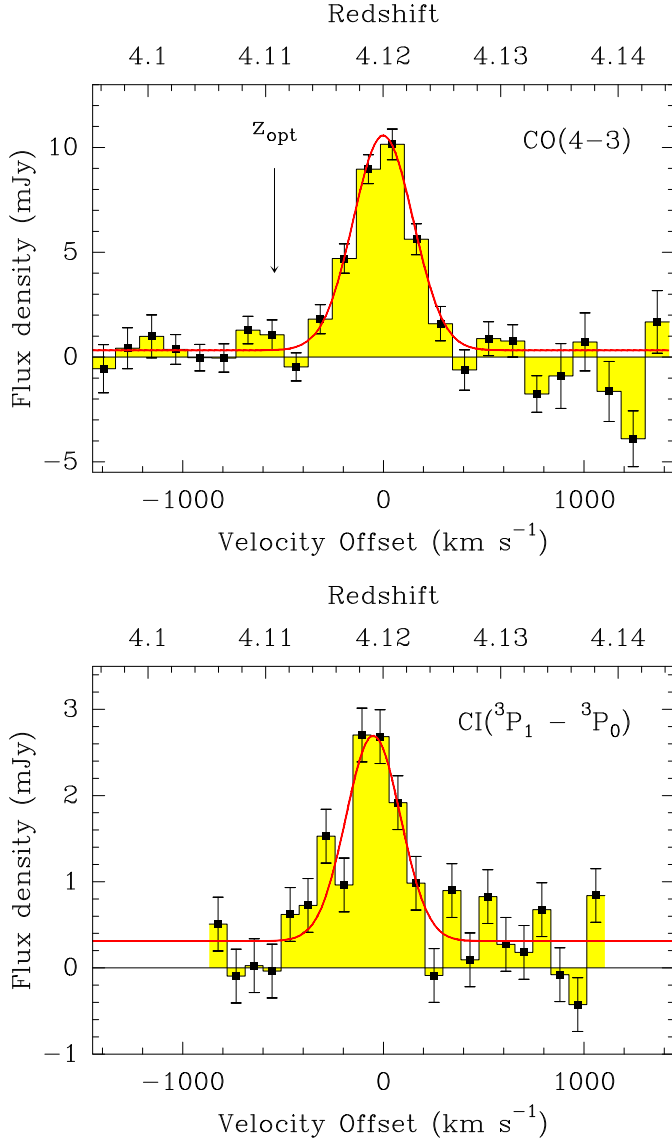 Redshift
4.1 4.11 4.12 4.13 4.14
z_opt
CO(4−3)
10
5
0
−5
Flux density (mJy)
−1000 0 1000
Velocity Offset (km s⁻¹)
Redshift
4.1 4.11 4.12 4.13 4.14
CI(³P₁ − ³P₀)
3
2
1
0
−1
Flux density (mJy)
−1000 0 1000
Velocity Offset (km s⁻¹)